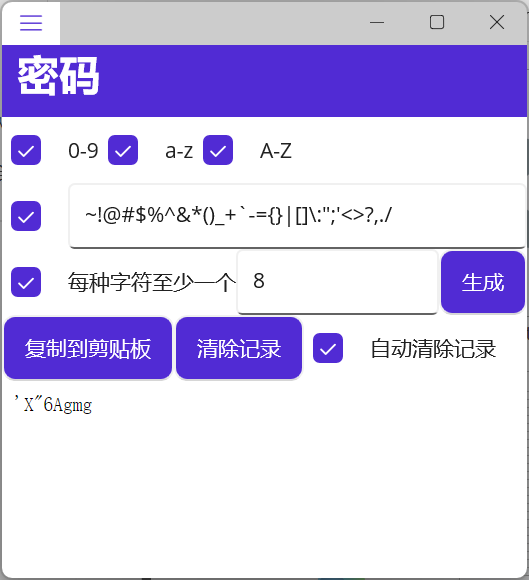 密码
0-9 a-z A-Z
~!@#$%^&*()_+`-={}|[]\:";'<>?,./
每种字符至少一个 8 生成
复制到剪贴板 清除记录 自动清除记录
'X"6Agmg